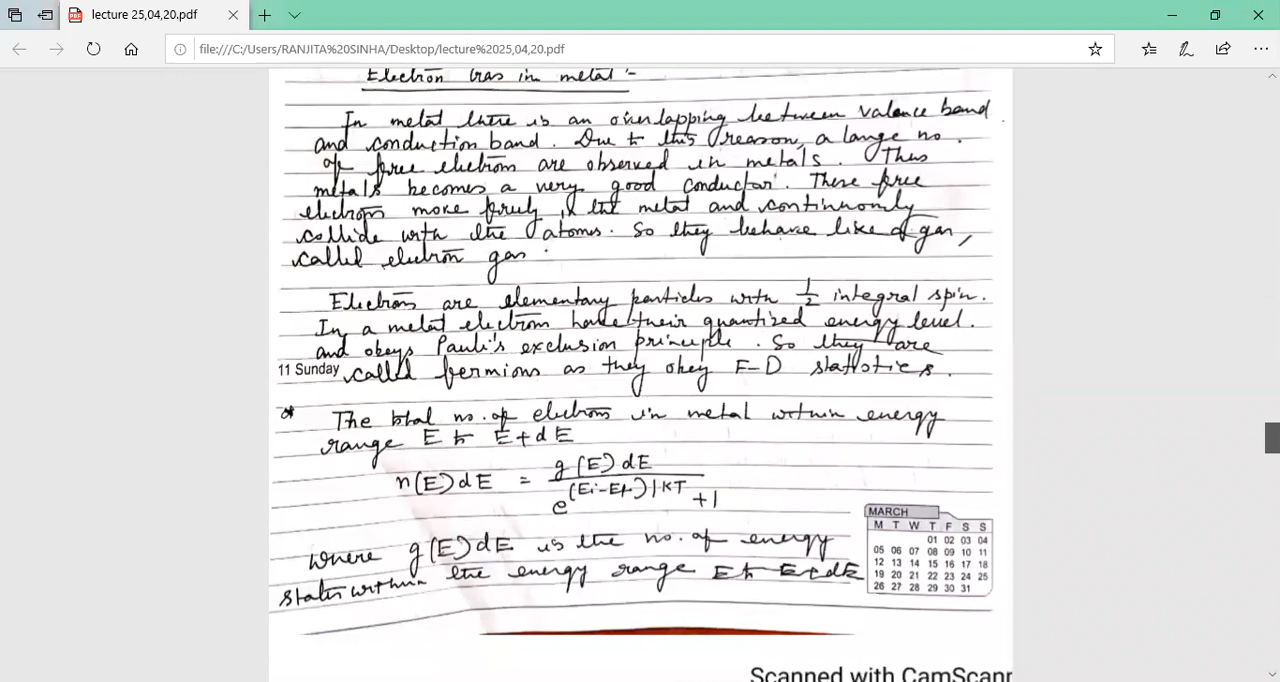 lecture 25,04,20.pdf
file:///C:/Users/RANJITA%20SINHA/Desktop/lecture%2025,04,20.pdf
Electron Gas in metal :-
In metal there is an overlapping between valance band
and conduction band. Due to this reason, a large no.
of free electron are observed in metals. Thus
metals becomes a very good conductor. These free
electrons move freely in the metal and continuously
collide with the atoms. So they behave like a gas,
called electron gas.
Electrons are elementary particles with 1/2 integral spin.
In a metal electron have their quantized energy level.
and obeys Pauli's exclusion principle. So they are
11 Sunday called fermions as they obey F-D statistics.
* The total no. of electrons in metal within energy
range E to E+dE
n(E)dE = g(E)dE / e^(Ei-Ef)/KT +1
where g(E)dE is the no. of energy
states within the energy range E to E+dE
MARCH
M T W T F S S
01 02 03 04
05 06 07 08 09 10 11
12 13 14 15 16 17 18
19 20 21 22 23 24 25
26 27 28 29 30 31
Scanned with CamScann